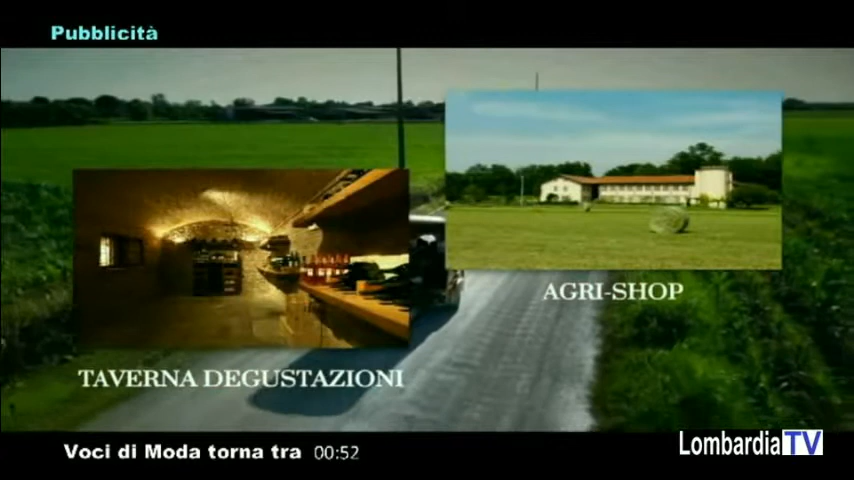 Pubblicità
AGRI-SHOP
TAVERNA DEGUSTAZIONI
Voci di Moda torna tra 00:52
LombardiaTV